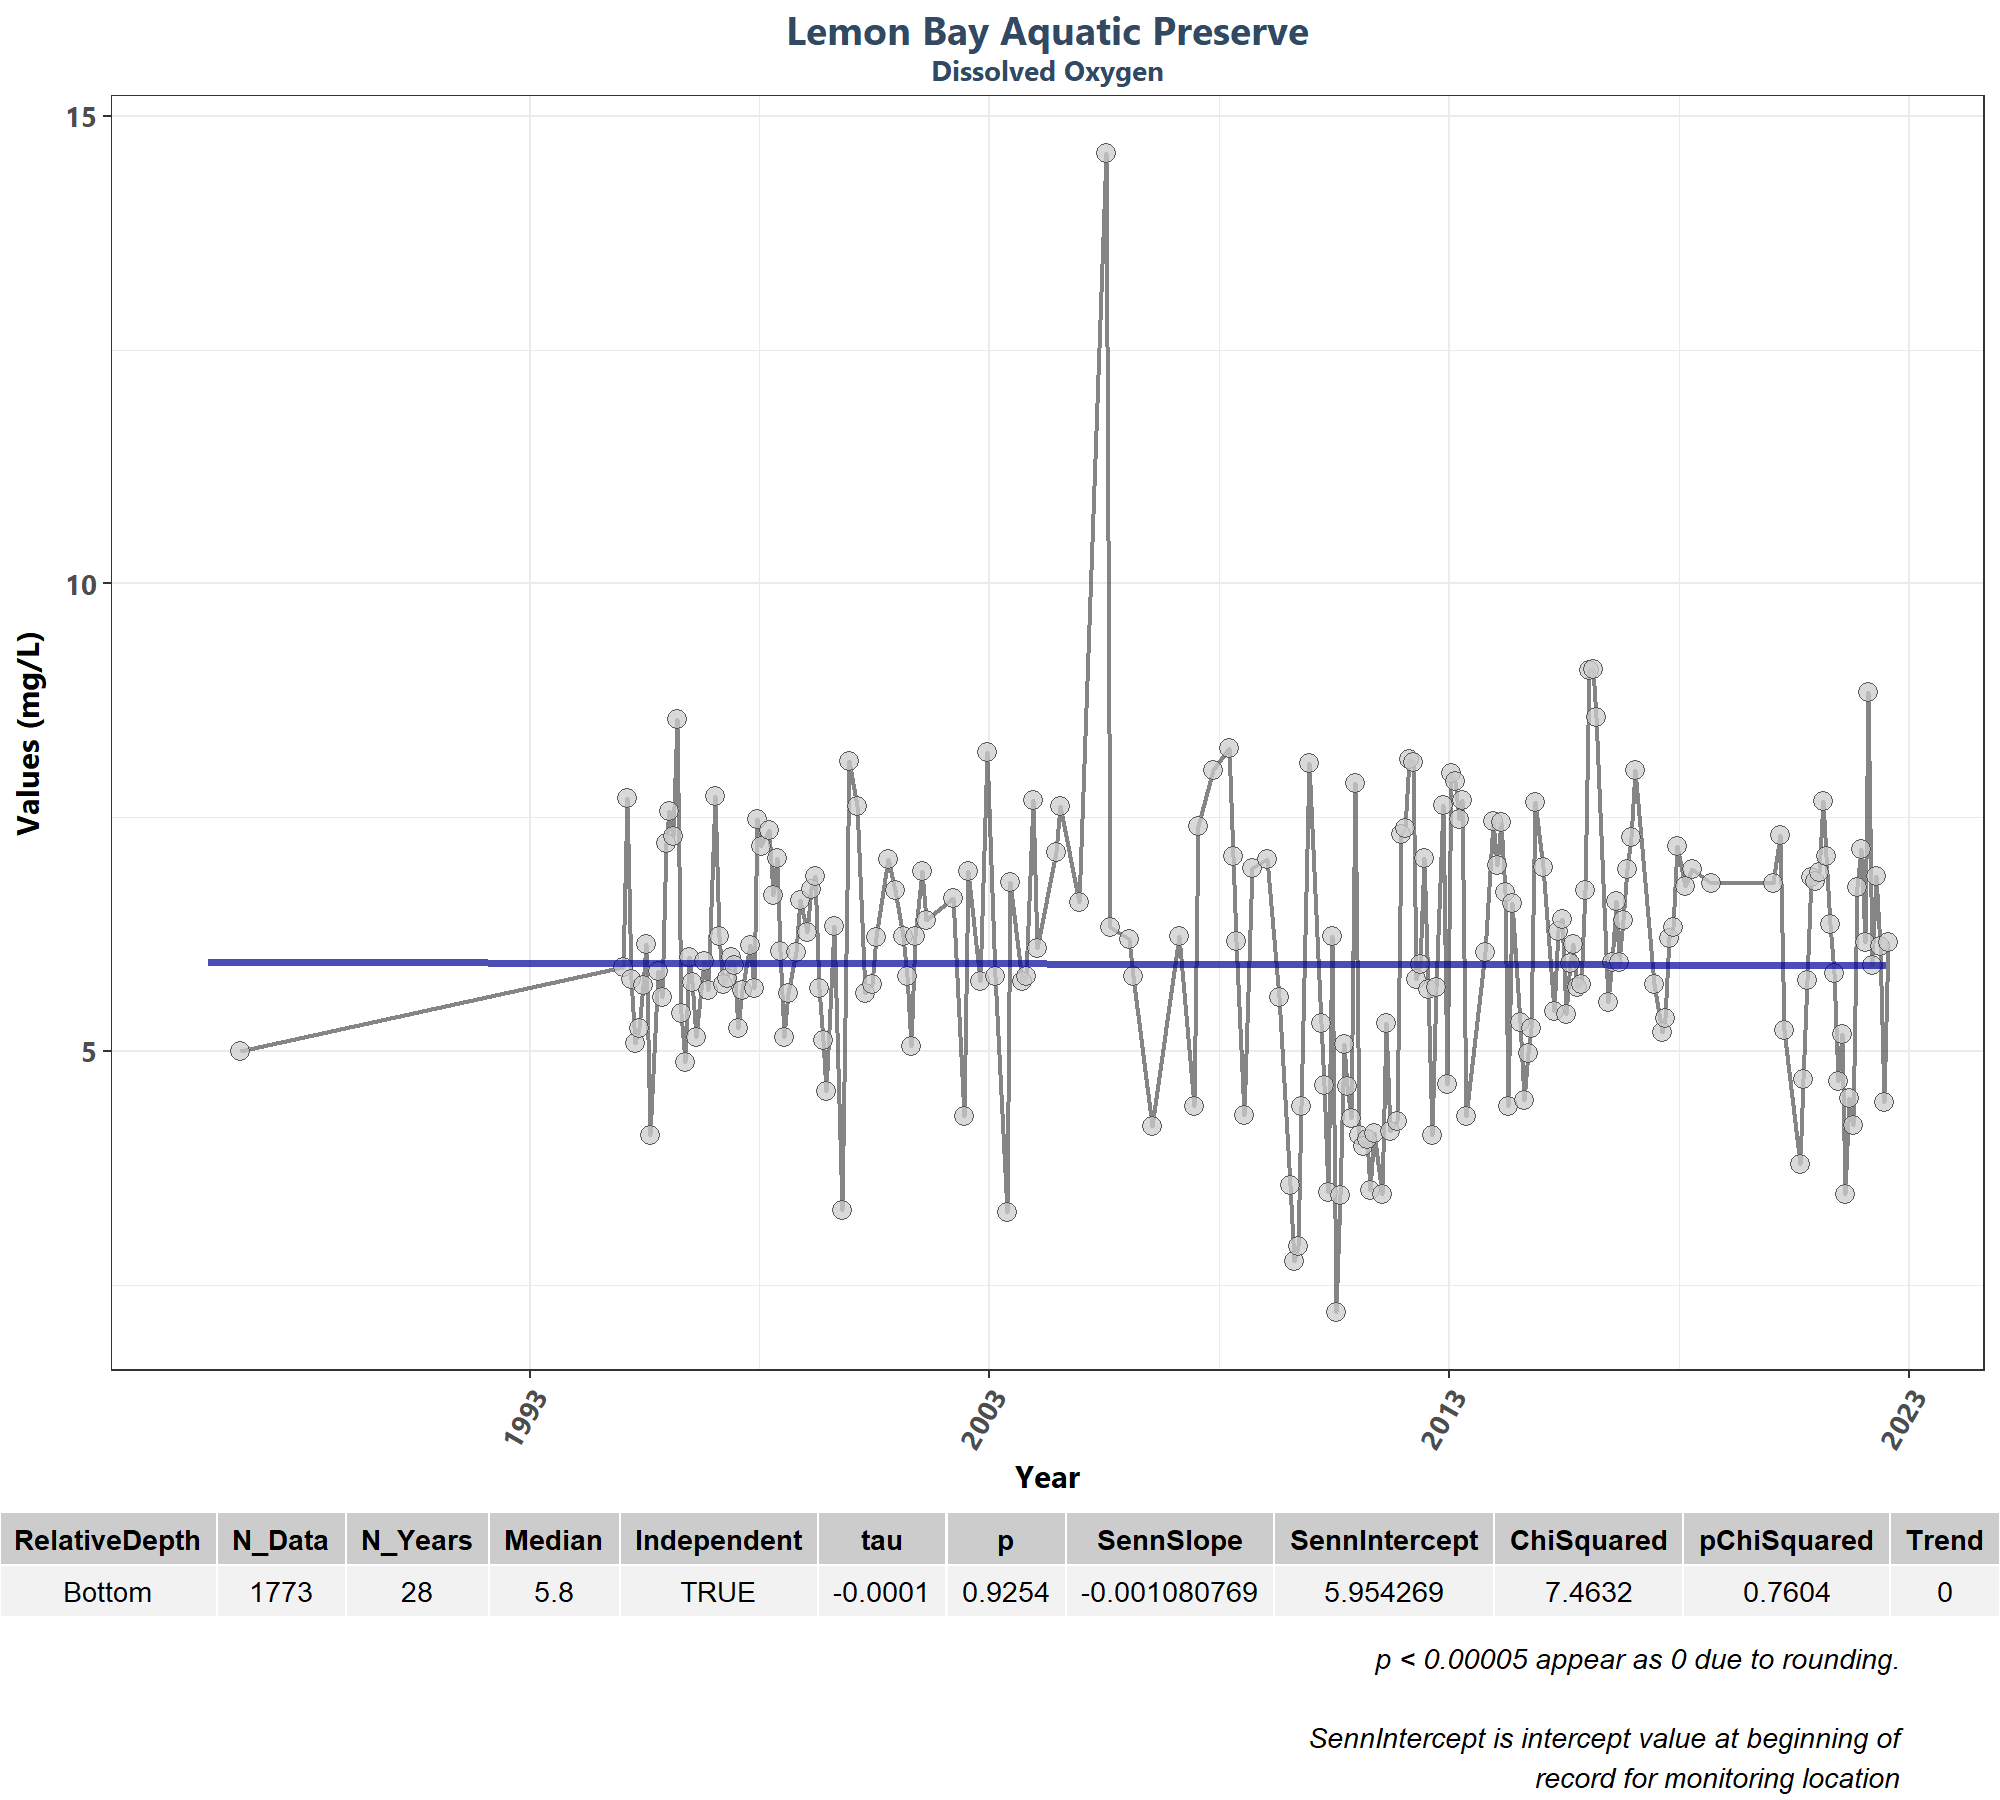 Lemon Bay Aquatic Preserve
Dissolved Oxygen
15
10
5
Values (mg/L)
1993
2003
2013
2023
Year
RelativeDepth N_Data N_Years Median Independent tau p SennSlope SennIntercept ChiSquared pChiSquared Trend
Bottom 1773 28 5.8 TRUE -0.0001 0.9254 -0.001080769 5.954269 7.4632 0.7604 0
p < 0.00005 appear as 0 due to rounding.
SennIntercept is intercept value at beginning of
record for monitoring location